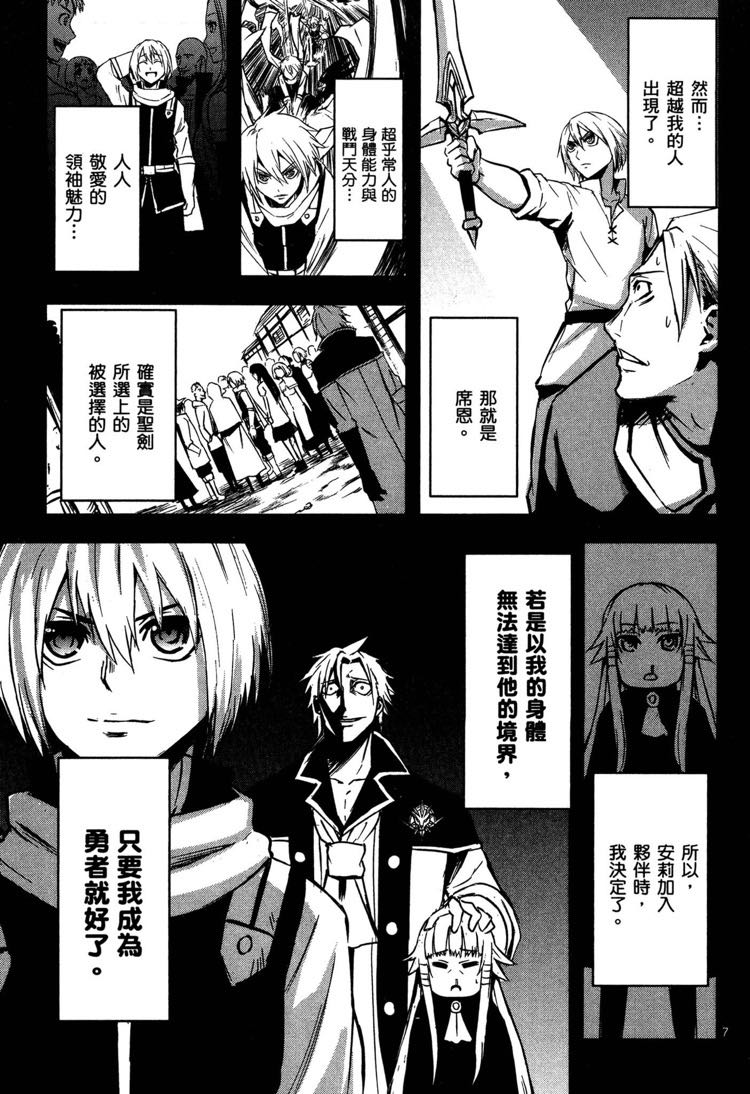 然而…
超越我的人
出現了。
那就是
席恩。
超乎常人的
身體能力與
戰鬥天分…
人人
敬愛的
領袖魅力…
確實是聖劍
所選上的
被選擇的人。
所以，
安莉加入
夥伴時，
我決定了。
若是以我的身體
無法達到他的境界，
只要我成為
勇者就好了。
7